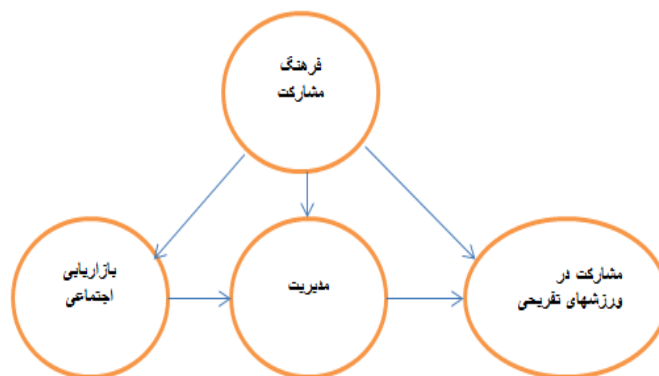 فرهنگ
مشارکت
بازاریابی
اجتماعی
مدیریت
مشارکت در
ورزشهای تفریحی